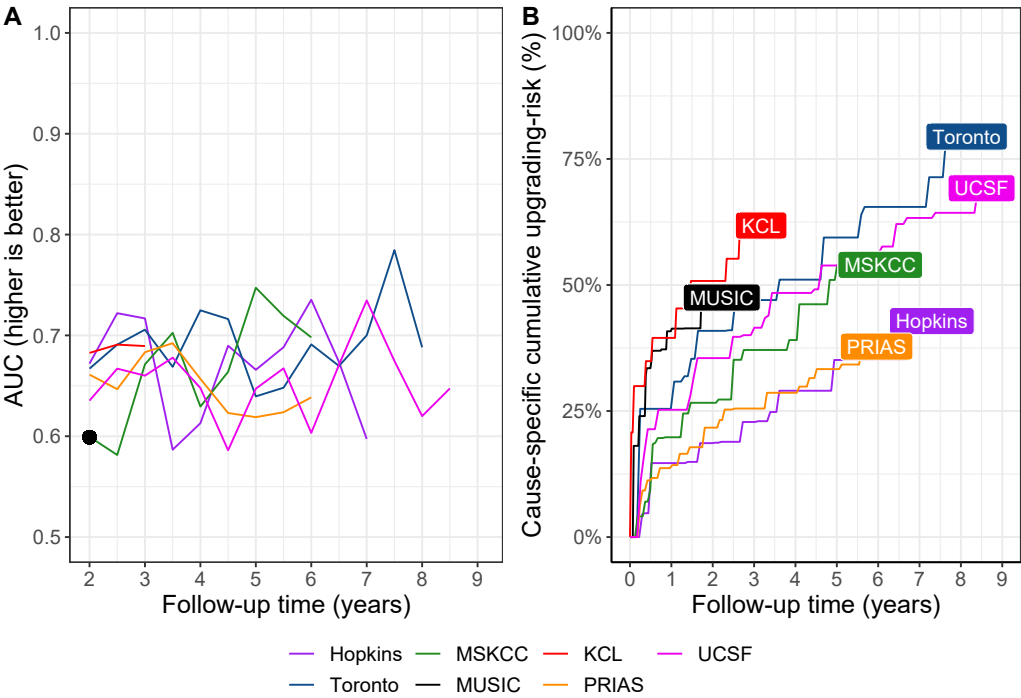 A
AUC (higher is better)
1.0
0.9
0.8
0.7
0.6
0.5
2 3 4 5 6 7 8 9
Follow-up time (years)
B
Cause-specific cumulative upgrading-risk (%)
100%
75%
50%
25%
0%
Toronto
UCSF
KCL
MSKCC
MUSIC
Hopkins
PRIAS
0 1 2 3 4 5 6 7 8 9
Follow-up time (years)
Hopkins MSKCC KCL UCSF
Toronto MUSIC PRIAS